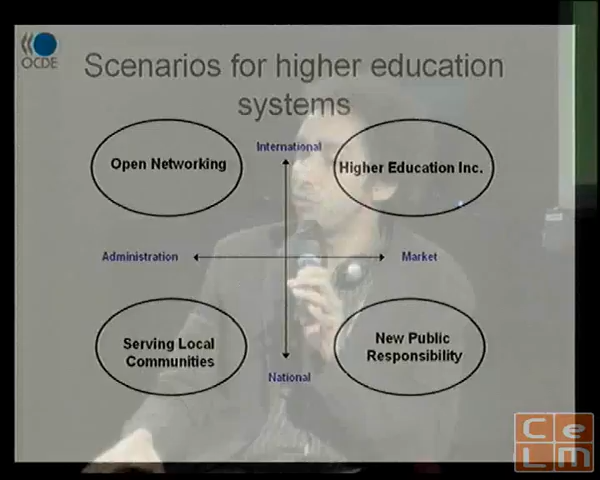 OCDE
Scenarios for higher education
systems
International
Open Networking
Higher Education Inc.
Administration
Market
Serving Local
Communities
New Public
Responsibility
National
CeLM